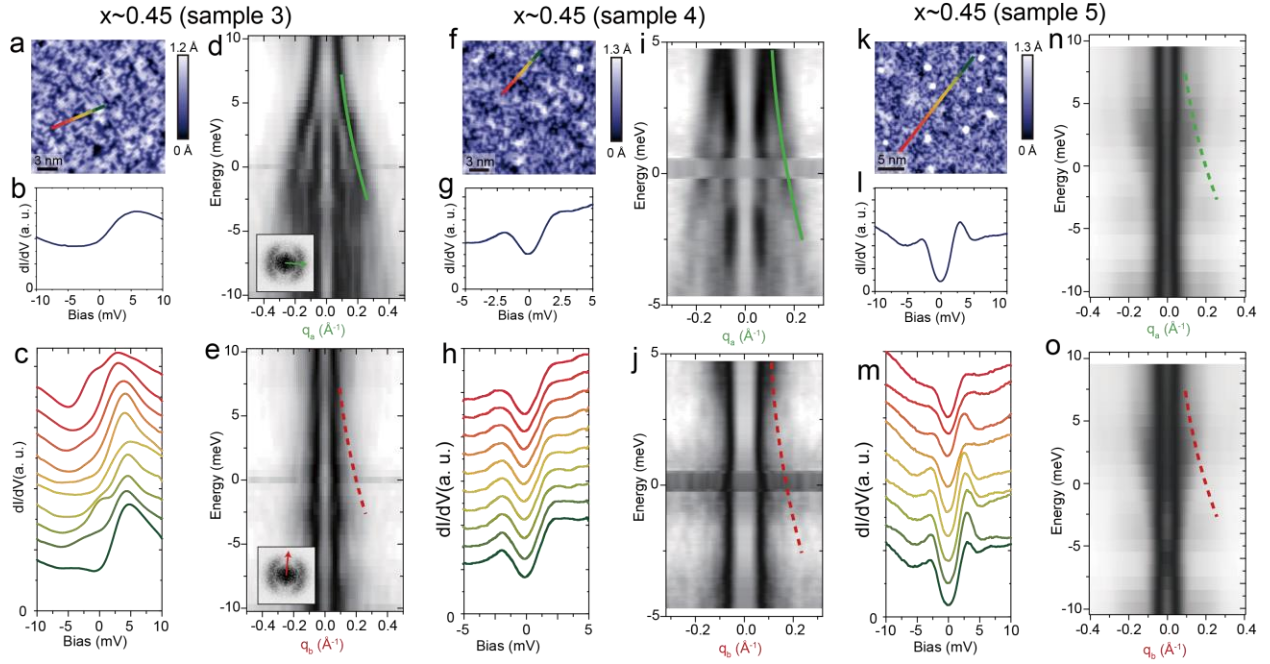 x~0.45 (sample 3)
x~0.45 (sample 4)
x~0.45 (sample 5)
a
1.2 Å
0 Å
3 nm
b
dI/dV (a. u.)
-10 -5 0 5 10
Bias (mV)
c
dI/dV(a. u.)
0
-10 -5 0 5 10
Bias (mV)
d
Energy (meV)
10
5
0
-5
-10
-0.4 -0.2 0.0 0.2 0.4
qa (Å-1)
e
Energy (meV)
10
5
0
-5
-10
-0.4 -0.2 0.0 0.2 0.4
qb (Å-1)
f
1.3 Å
0 Å
3 nm
g
dI/dV (a. u.)
-5 0 5
Bias (mV)
h
dI/dV(a. u.)
0
-5 0 5
Bias (mV)
i
Energy (meV)
5
0
-5
-0.2 0.0 0.2
qa (Å-1)
j
Energy (meV)
5
0
-5
-0.2 0.0 0.2
qb (Å-1)
k
1.3 Å
0 Å
5 nm
l
dI/dV (a. u.)
-10 -5 0 5 10
Bias (mV)
m
dI/dV(a. u.)
0
-10 -5 0 5 10
Bias (mV)
n
Energy (meV)
10
5
0
-5
-10
-0.4 -0.2 0.0 0.2 0.4
qa (Å-1)
o
Energy (meV)
10
5
0
-5
-10
-0.4 -0.2 0.0 0.2 0.4
qb (Å-1)